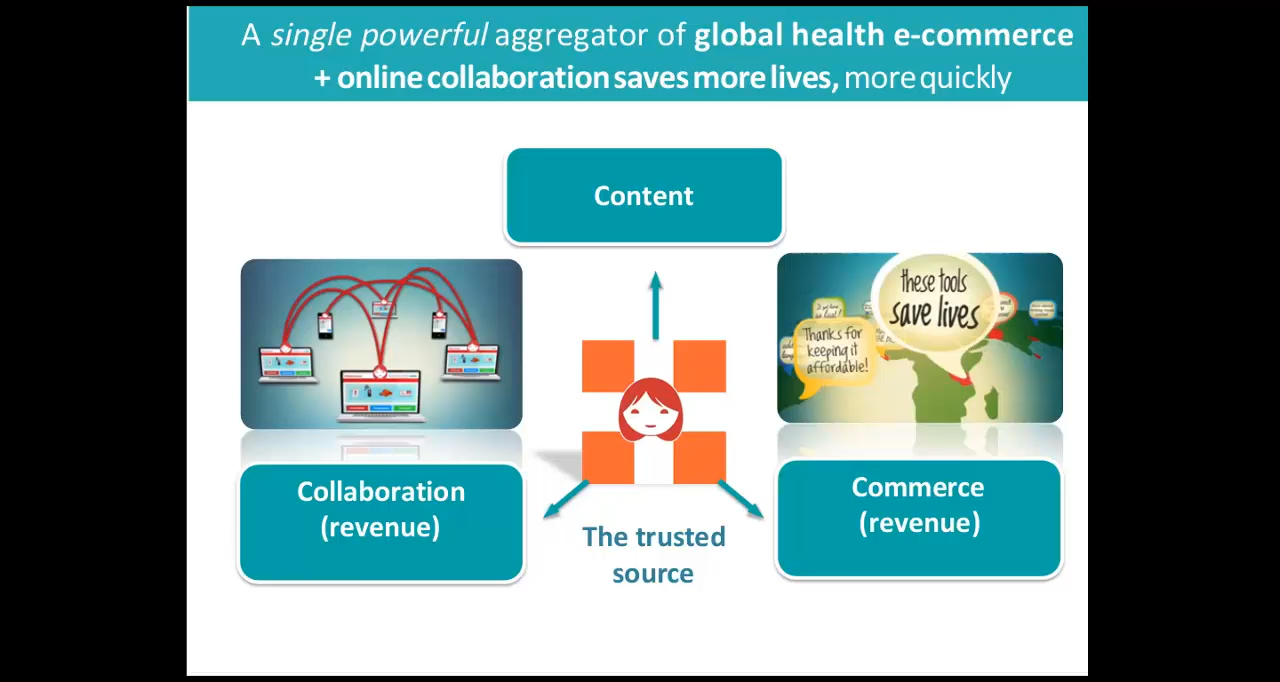 A single powerful aggregator of global health e-commerce
+ online collaboration saves more lives, more quickly
Content
these tools
save lives
Thanks for
keeping it
affordable!
Collaboration
(revenue)
Commerce
(revenue)
The trusted
source